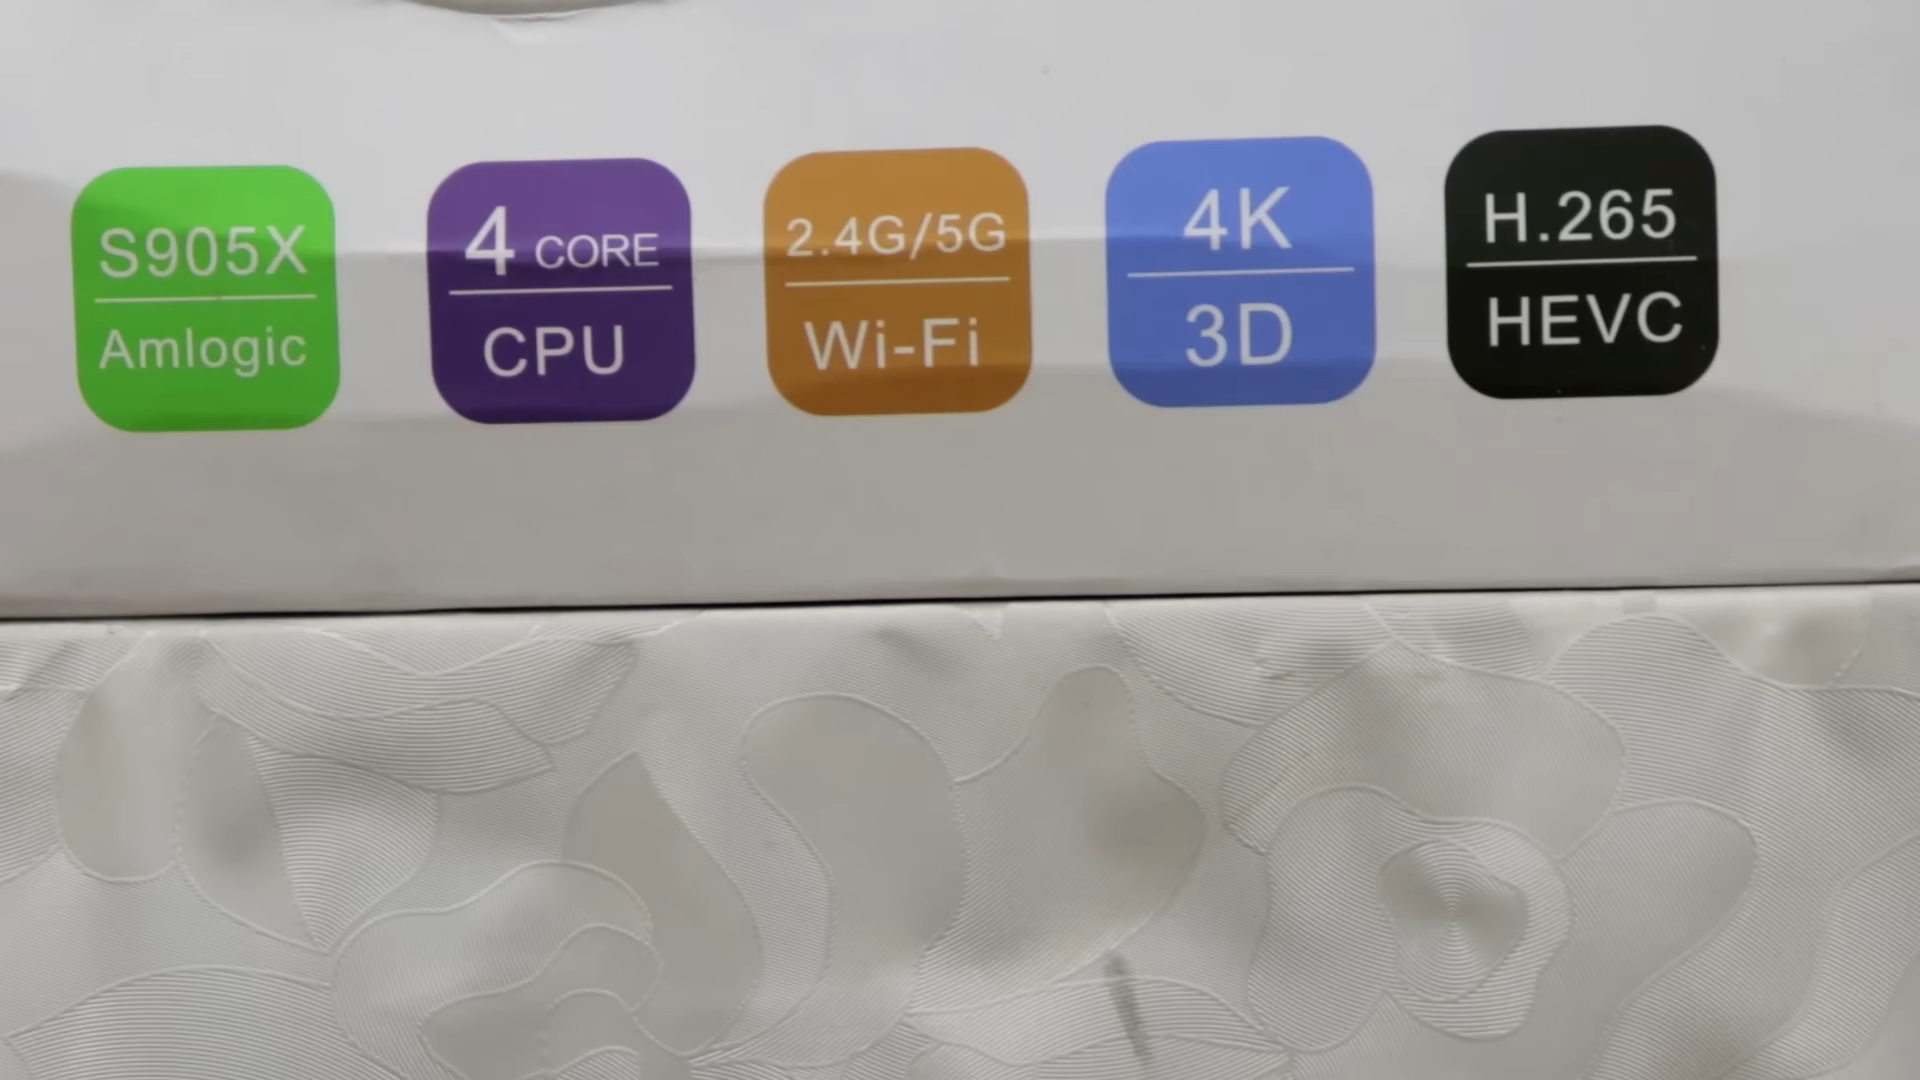 S905X
Amlogic
4 CORE
CPU
2.4G/5G
Wi-Fi
4K
3D
H.265
HEVC